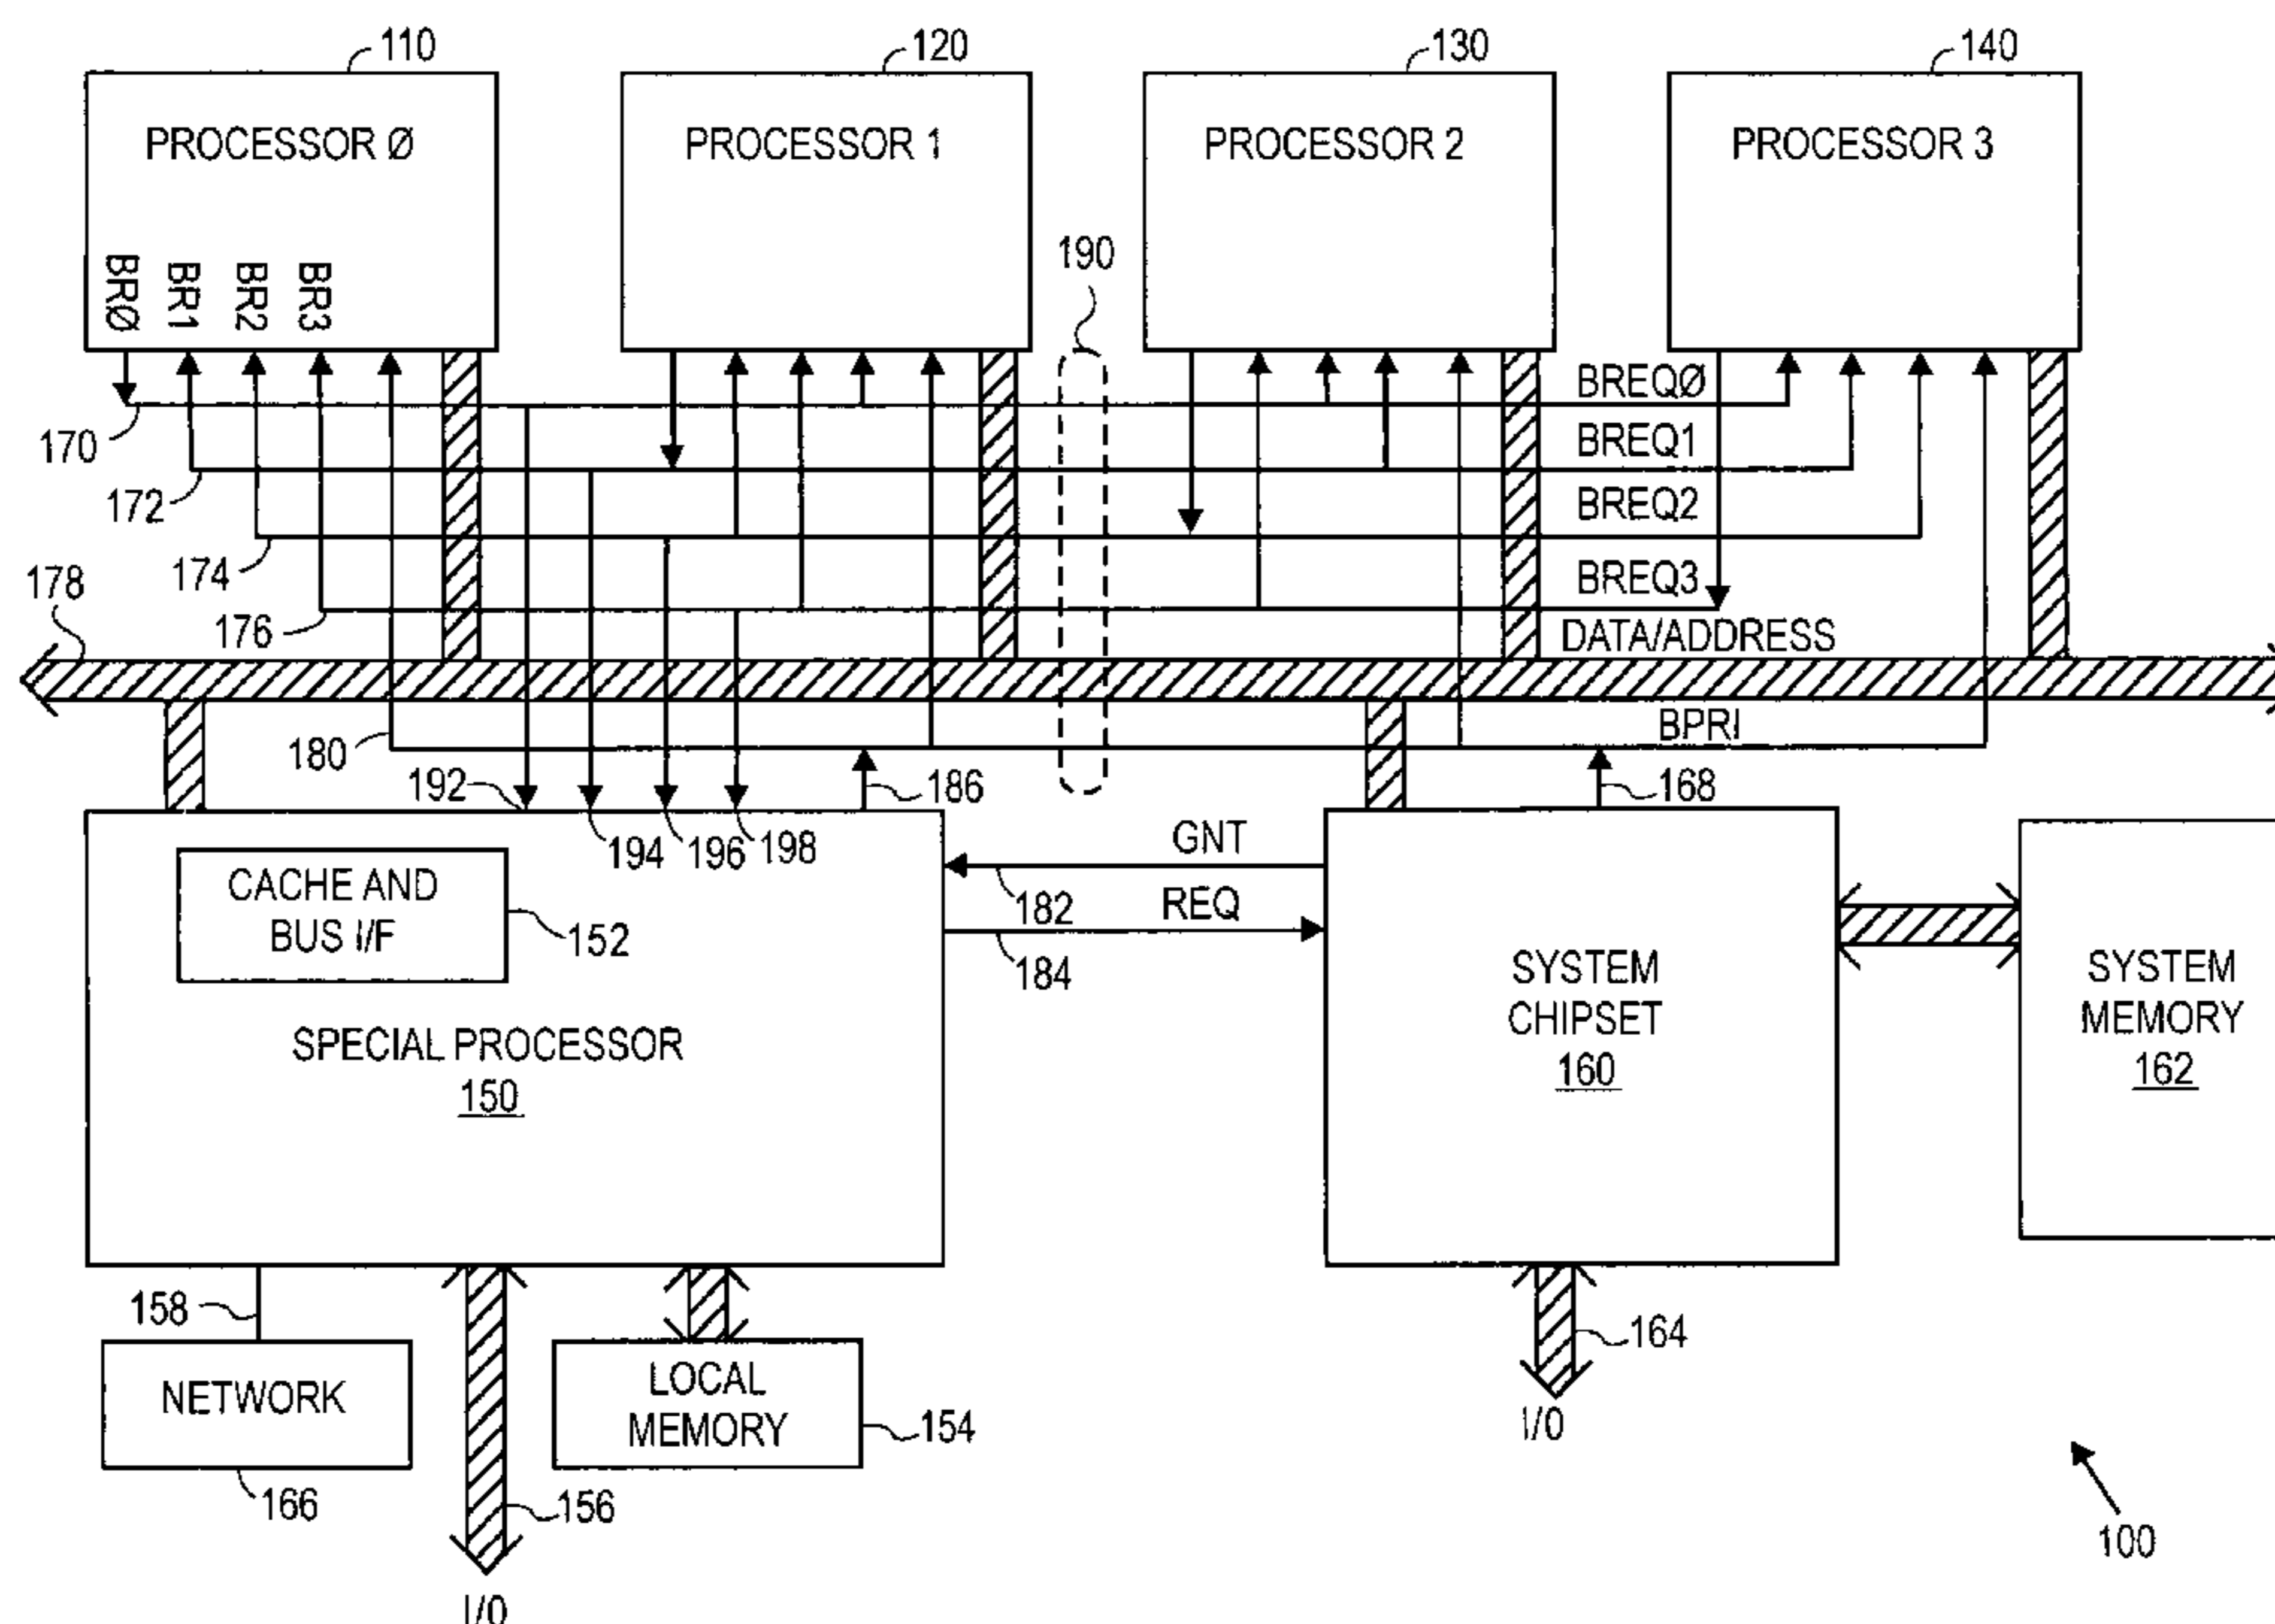 110
120
130
140
PROCESSOR Ø
PROCESSOR 1
PROCESSOR 2
PROCESSOR 3
BRØ
BR1
BR2
BR3
190
BREQØ
170
BREQ1
172
BREQ2
174
BREQ3
178
176
DATA/ADDRESS
BPRI
180
192
186
168
194
196
198
GNT
182
REQ
184
CACHE AND
BUS I/F
152
SPECIAL PROCESSOR
150
SYSTEM
CHIPSET
160
SYSTEM
MEMORY
162
158
164
NETWORK
LOCAL
MEMORY
154
I/O
166
156
100
I/O